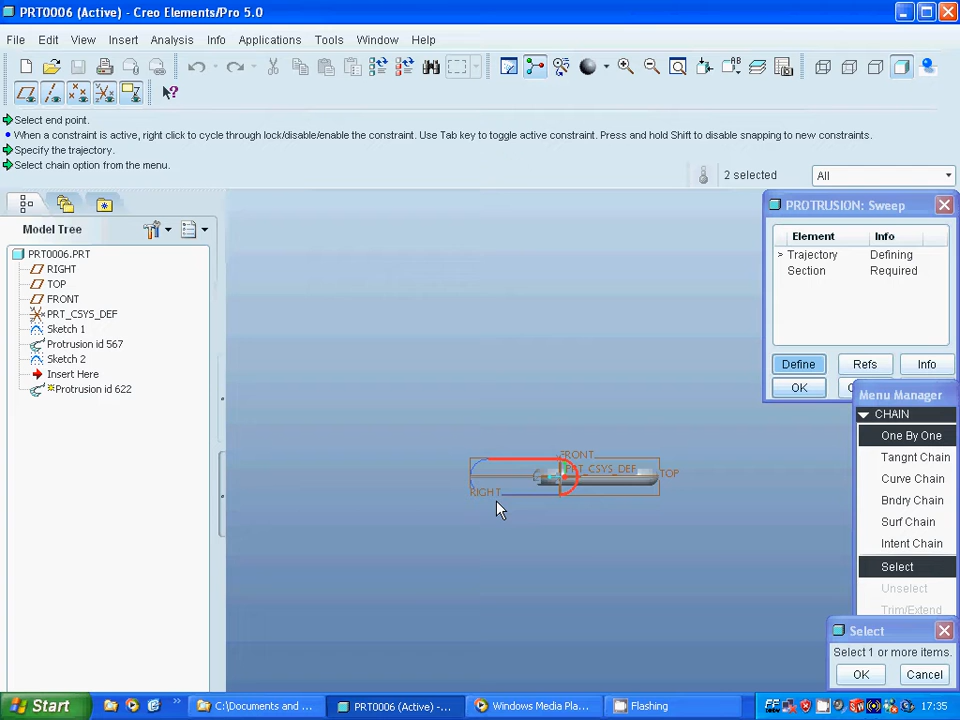 PRT0006 (Active) - Creo Elements/Pro 5.0
File Edit View Insert Analysis Info Applications Tools Window Help
Select end point.
When a constraint is active, right click to cycle through lock/disable/enable the constraint. Use Tab key to toggle active constraint. Press and hold Shift to disable snapping to new constraints.
Specify the trajectory.
Select chain option from the menu.
2 selected
All
Model Tree
PRT0006.PRT
RIGHT
TOP
FRONT
PRT_CSYS_DEF
Sketch 1
Protrusion id 567
Sketch 2
Insert Here
Protrusion id 622
FRONT
PRT_CSYS_DEF
TOP
RIGHT
PROTRUSION: Sweep
Element Info
> Trajectory Defining
Section Required
Define Refs Info
OK
Menu Manager
CHAIN
One By One
Tangnt Chain
Curve Chain
Bndry Chain
Surf Chain
Intent Chain
Select
Unselect
Trim/Extend
Select
Select 1 or more items.
OK Cancel
Start
C:\Documents and ...
PRT0006 (Active) -...
Windows Media Pla...
Flashing
17:35